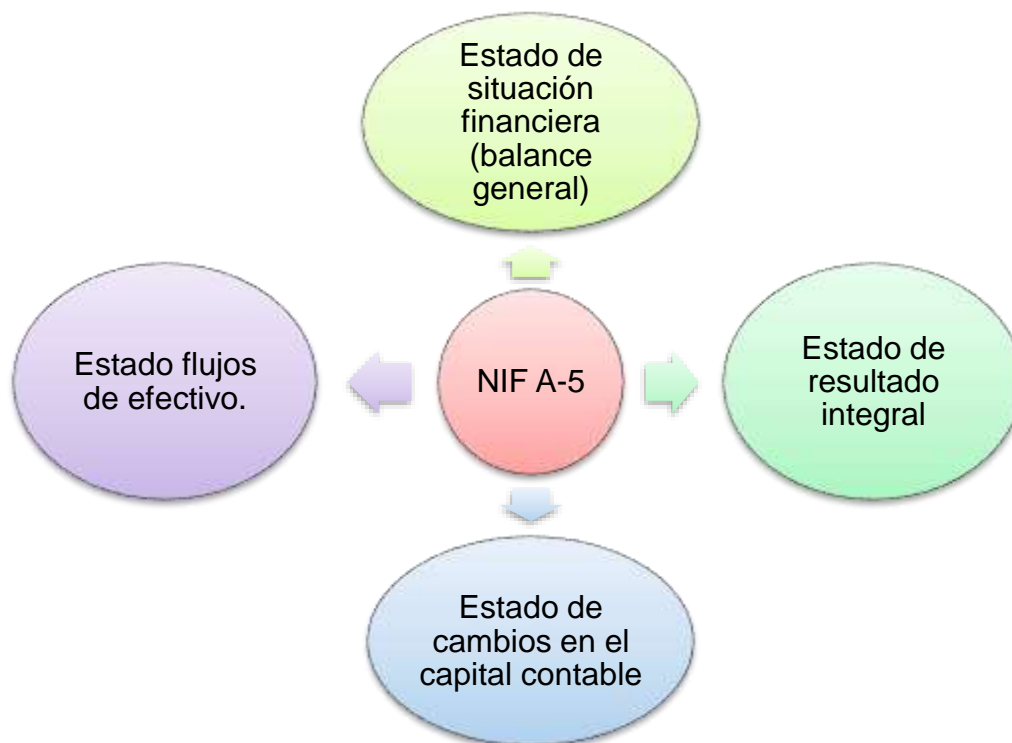 Estado de
situación
financiera
(balance
general)
Estado flujos
de efectivo.
NIF A-5
Estado de
resultado
integral
Estado de
cambios en el
capital contable